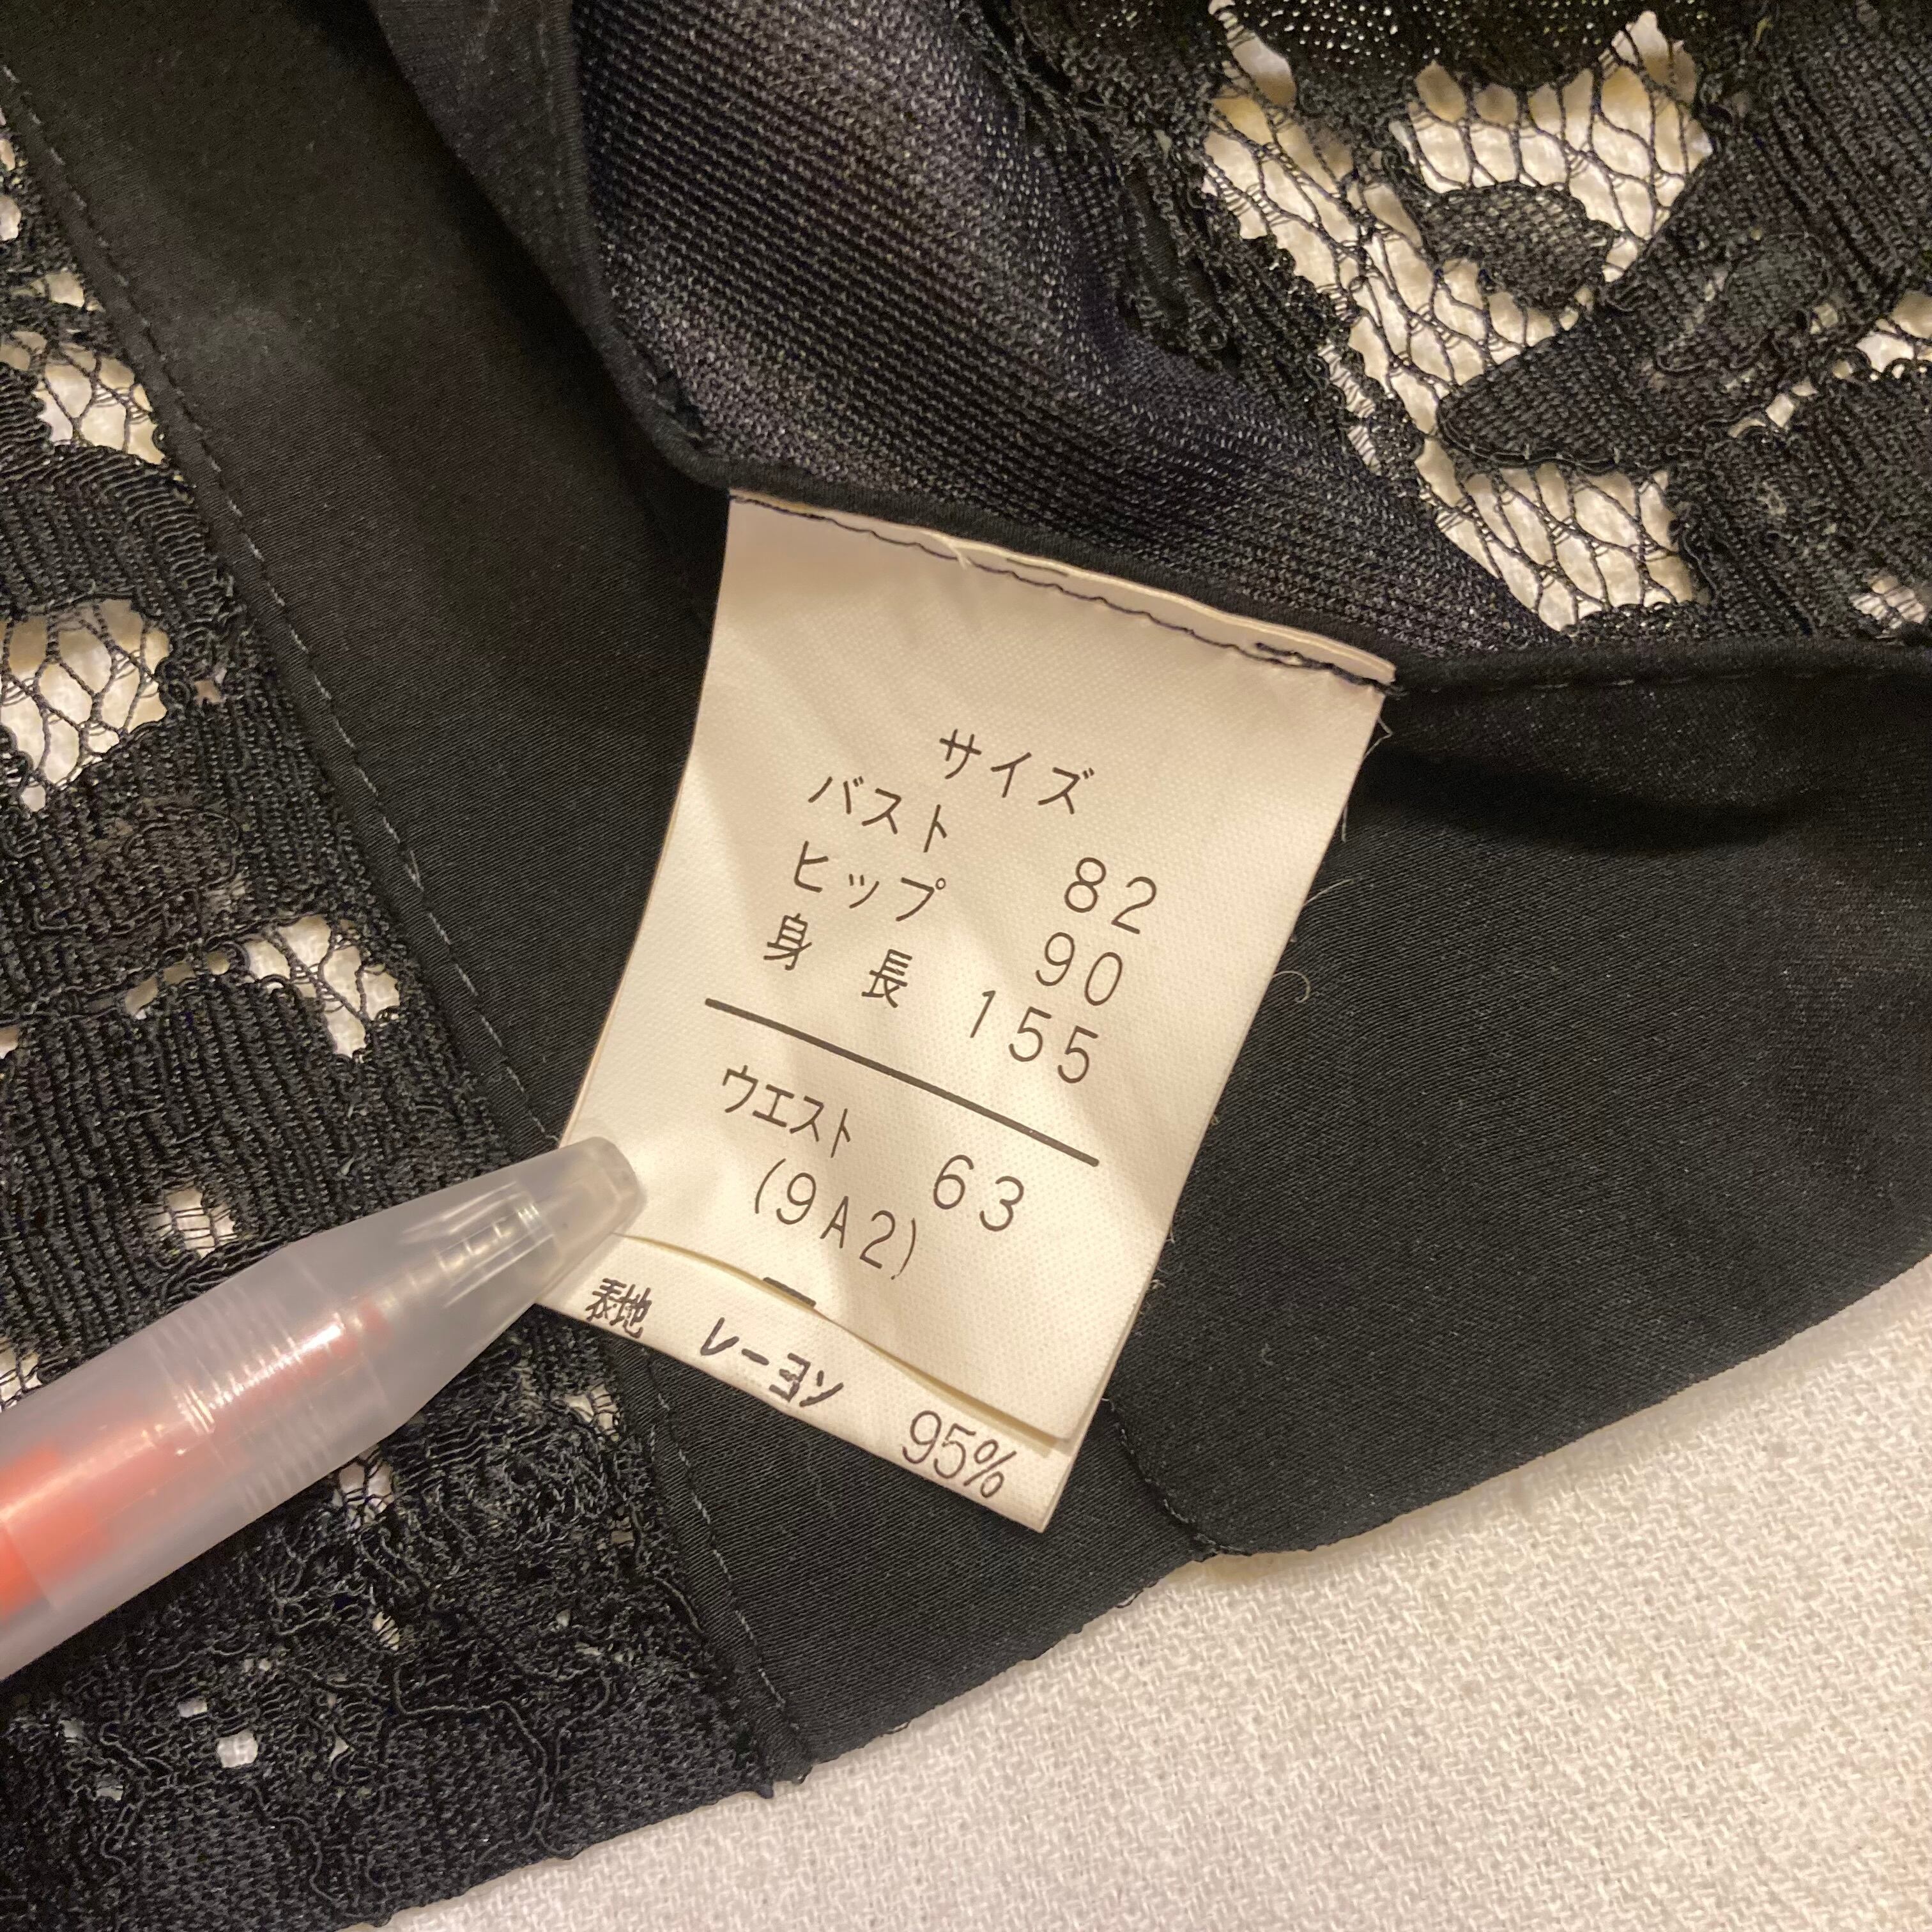 サイズ
バスト 82
ヒップ 90
身長 155
ウエスト 63
(9A2)
表地 レーヨン 95%